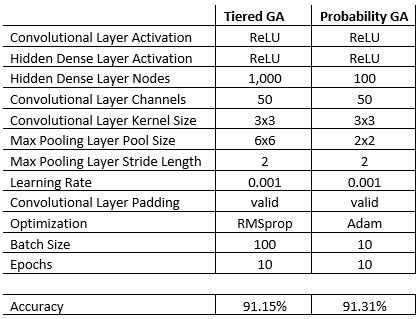 Tiered GA Probability GA
Convolutional Layer Activation ReLU ReLU
Hidden Dense Layer Activation ReLU ReLU
Hidden Dense Layer Nodes 1,000 100
Convolutional Layer Channels 50 50
Convolutional Layer Kernel Size 3x3 3x3
Max Pooling Layer Pool Size 6x6 2x2
Max Pooling Layer Stride Length 2 2
Learning Rate 0.001 0.001
Convolutional Layer Padding valid valid
Optimization RMSprop Adam
Batch Size 100 10
Epochs 10 10
Accuracy 91.15% 91.31%